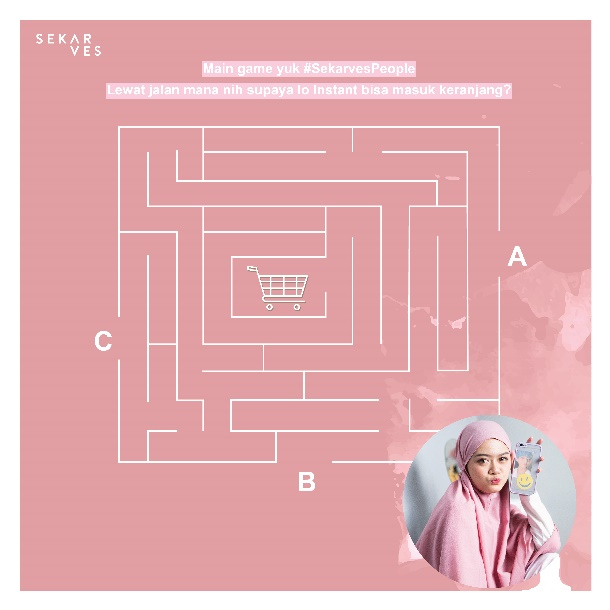 SEKAR
VES
Main game yuk #SekarvesPeople
Lewat jalan mana nih supaya lo Instant bisa masuk keranjang?
A
C
B